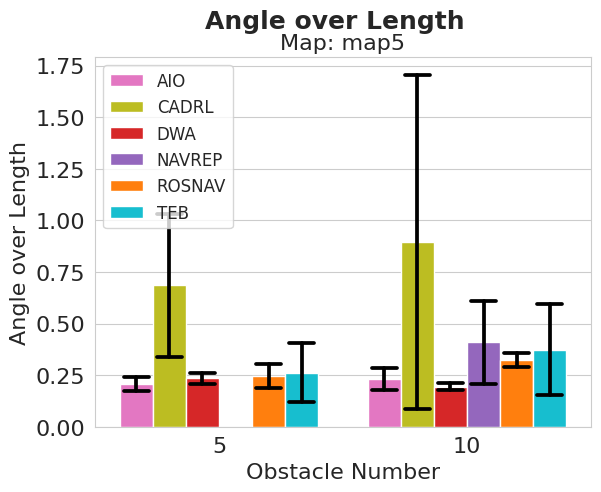 Angle over Length
Map: map5
Angle over Length
1.75
1.50
1.25
1.00
0.75
0.50
0.25
0.00
AIO
CADRL
DWA
NAVREP
ROSNAV
TEB
5
10
Obstacle Number